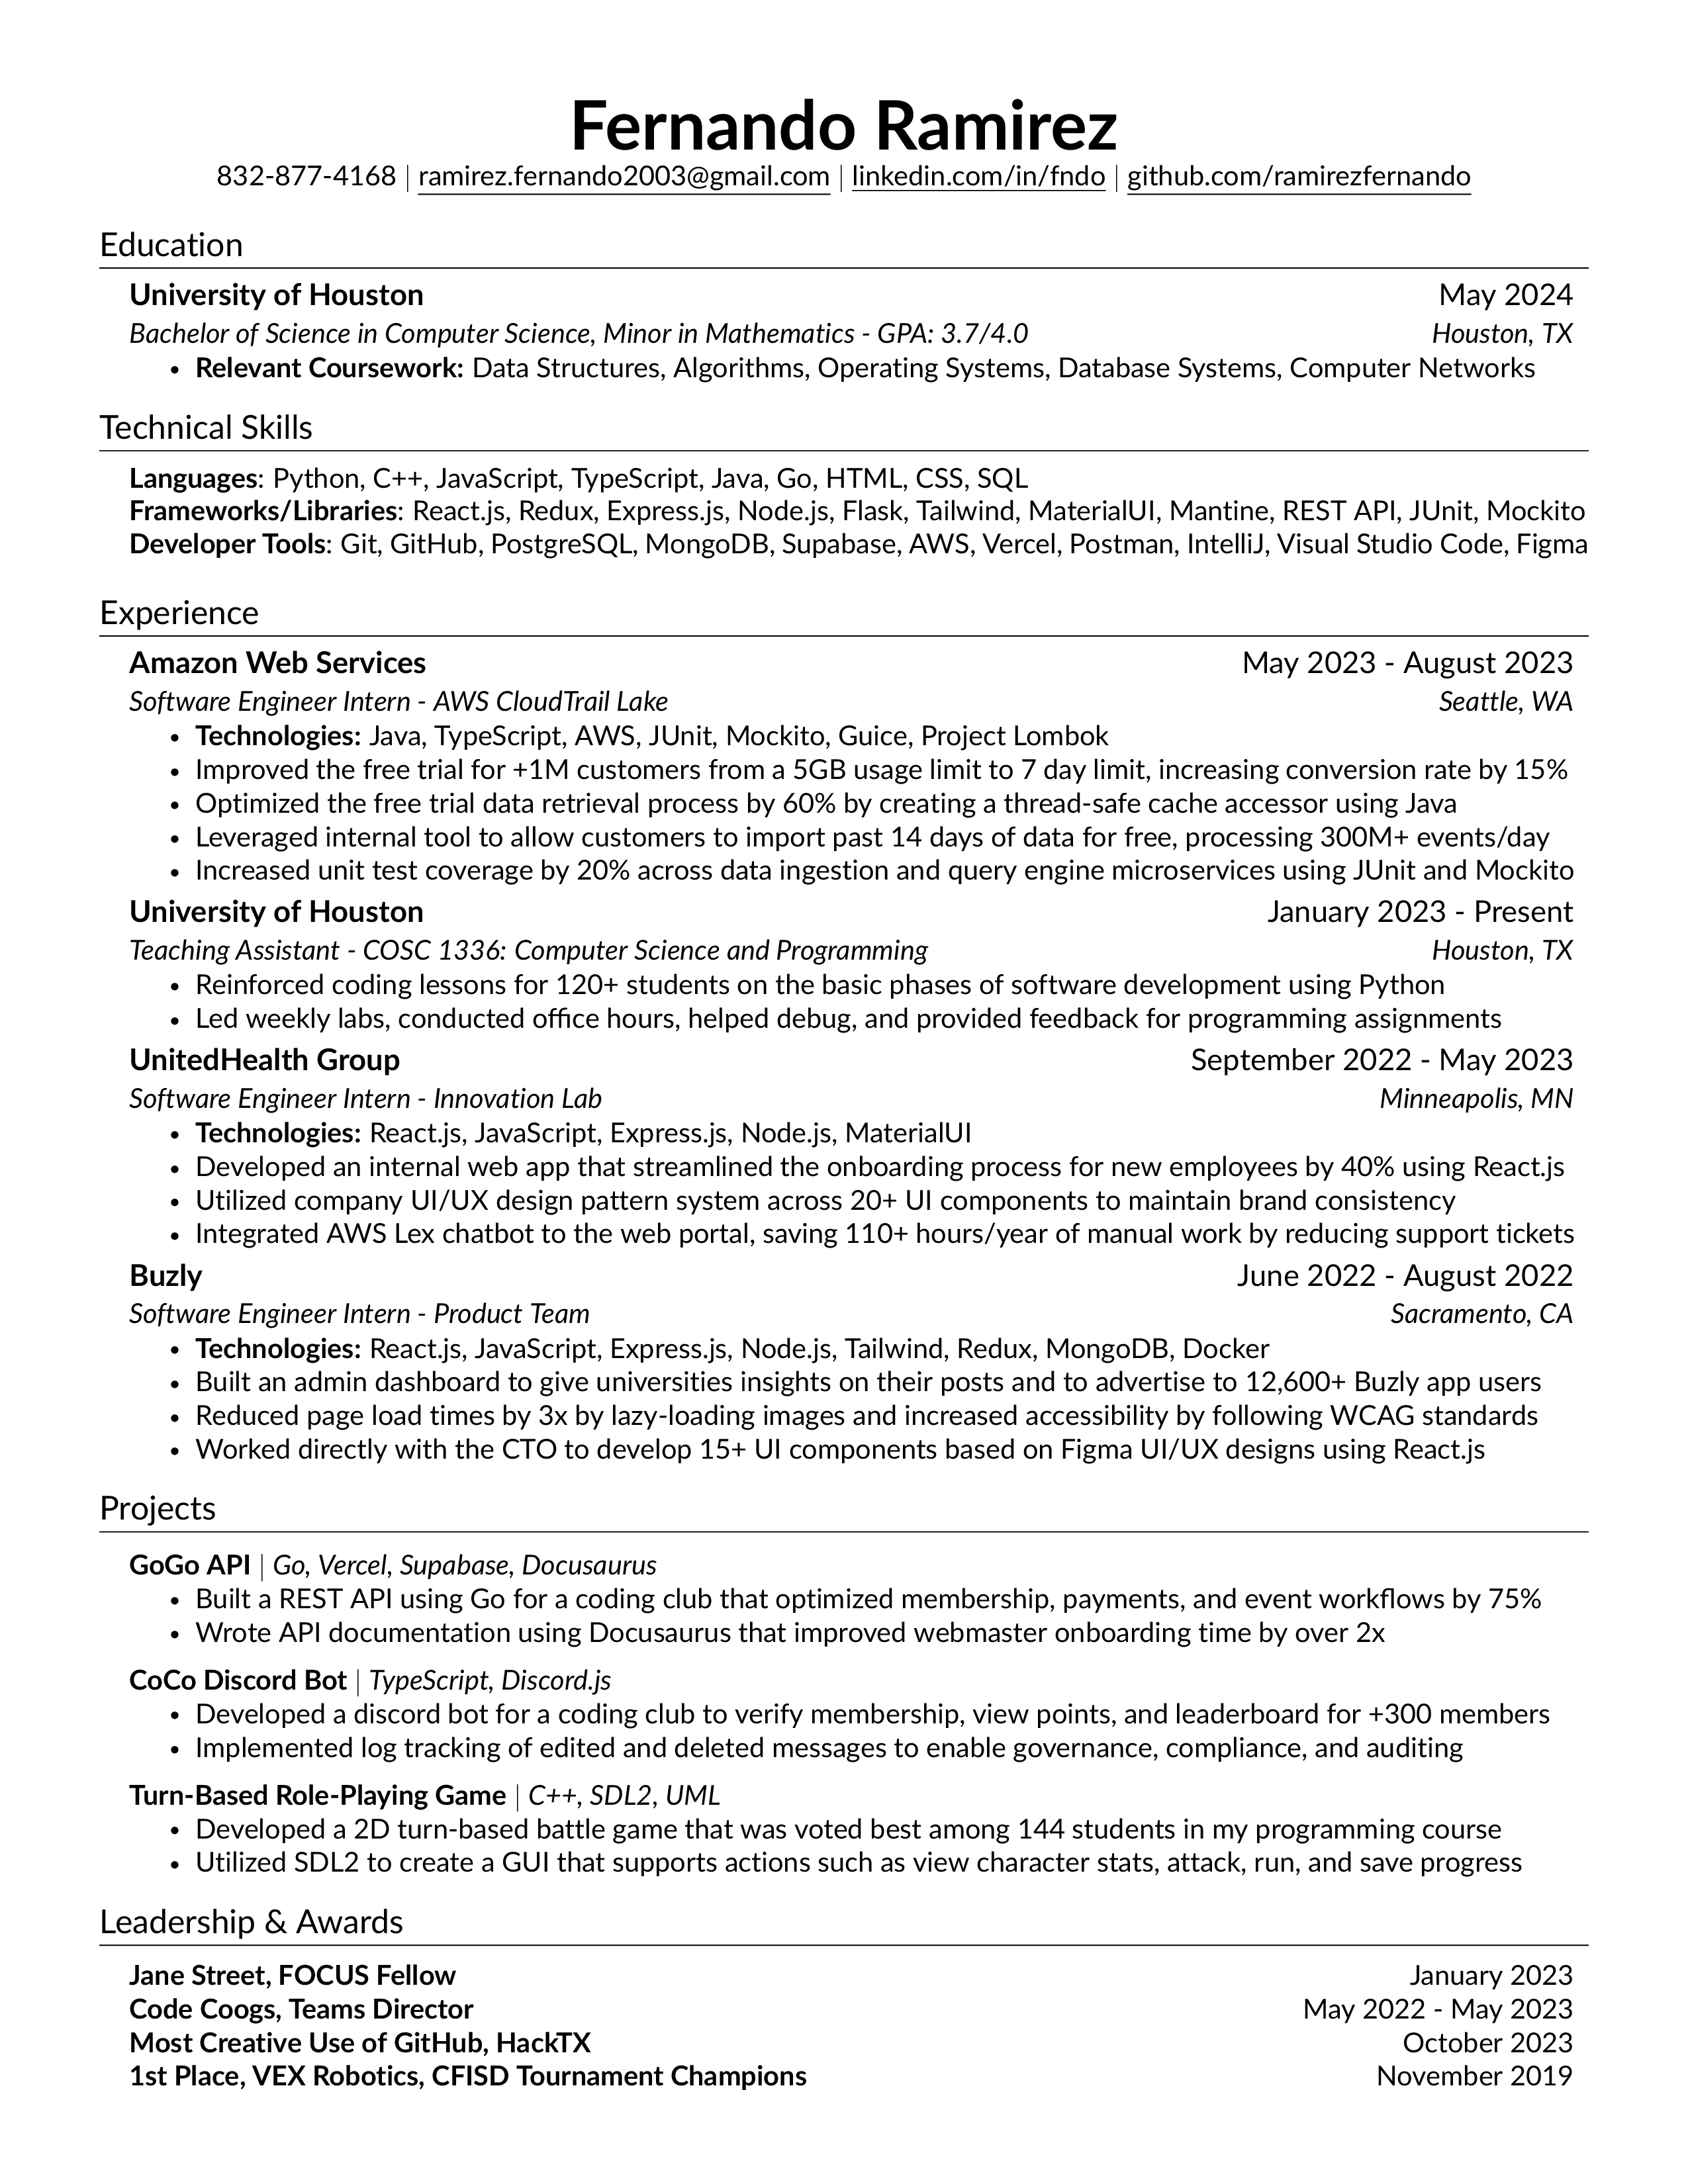 Fernando Ramirez
832-877-4168 | ramirez.fernando2003@gmail.com | linkedin.com/in/fndo | github.com/ramirezfernando
Education
University of Houston May 2024
Bachelor of Science in Computer Science, Minor in Mathematics - GPA: 3.7/4.0 Houston, TX
• Relevant Coursework: Data Structures, Algorithms, Operating Systems, Database Systems, Computer Networks
Technical Skills
Languages: Python, C++, JavaScript, TypeScript, Java, Go, HTML, CSS, SQL
Frameworks/Libraries: React.js, Redux, Express.js, Node.js, Flask, Tailwind, MaterialUI, Mantine, REST API, JUnit, Mockito
Developer Tools: Git, GitHub, PostgreSQL, MongoDB, Supabase, AWS, Vercel, Postman, IntelliJ, Visual Studio Code, Figma
Experience
Amazon Web Services May 2023 - August 2023
Software Engineer Intern - AWS CloudTrail Lake Seattle, WA
• Technologies: Java, TypeScript, AWS, JUnit, Mockito, Guice, Project Lombok
• Improved the free trial for +1M customers from a 5GB usage limit to 7 day limit, increasing conversion rate by 15%
• Optimized the free trial data retrieval process by 60% by creating a thread-safe cache accessor using Java
• Leveraged internal tool to allow customers to import past 14 days of data for free, processing 300M+ events/day
• Increased unit test coverage by 20% across data ingestion and query engine microservices using JUnit and Mockito
University of Houston January 2023 - Present
Teaching Assistant - COSC 1336: Computer Science and Programming Houston, TX
• Reinforced coding lessons for 120+ students on the basic phases of software development using Python
• Led weekly labs, conducted office hours, helped debug, and provided feedback for programming assignments
UnitedHealth Group September 2022 - May 2023
Software Engineer Intern - Innovation Lab Minneapolis, MN
• Technologies: React.js, JavaScript, Express.js, Node.js, MaterialUI
• Developed an internal web app that streamlined the onboarding process for new employees by 40% using React.js
• Utilized company UI/UX design pattern system across 20+ UI components to maintain brand consistency
• Integrated AWS Lex chatbot to the web portal, saving 110+ hours/year of manual work by reducing support tickets
Buzly June 2022 - August 2022
Software Engineer Intern - Product Team Sacramento, CA
• Technologies: React.js, JavaScript, Express.js, Node.js, Tailwind, Redux, MongoDB, Docker
• Built an admin dashboard to give universities insights on their posts and to advertise to 12,600+ Buzly app users
• Reduced page load times by 3x by lazy-loading images and increased accessibility by following WCAG standards
• Worked directly with the CTO to develop 15+ UI components based on Figma UI/UX designs using React.js
Projects
GoGo API | Go, Vercel, Supabase, Docusaurus
• Built a REST API using Go for a coding club that optimized membership, payments, and event workflows by 75%
• Wrote API documentation using Docusaurus that improved webmaster onboarding time by over 2x
CoCo Discord Bot | TypeScript, Discord.js
• Developed a discord bot for a coding club to verify membership, view points, and leaderboard for +300 members
• Implemented log tracking of edited and deleted messages to enable governance, compliance, and auditing
Turn-Based Role-Playing Game | C++, SDL2, UML
• Developed a 2D turn-based battle game that was voted best among 144 students in my programming course
• Utilized SDL2 to create a GUI that supports actions such as view character stats, attack, run, and save progress
Leadership & Awards
Jane Street, FOCUS Fellow January 2023
Code Coogs, Teams Director May 2022 - May 2023
Most Creative Use of GitHub, HackTX October 2023
1st Place, VEX Robotics, CFISD Tournament Champions November 2019